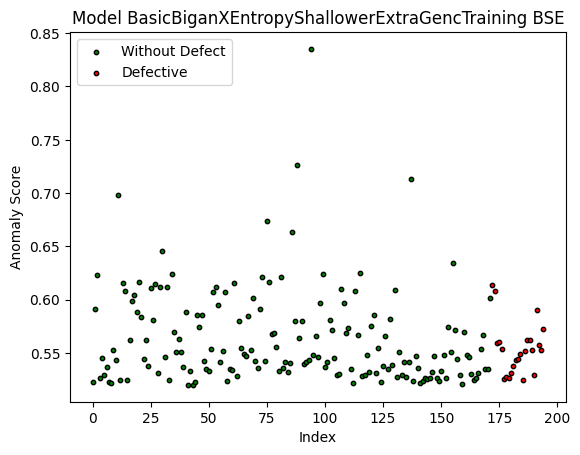 Model BasicBiganXEntropyShallowerExtraGencTraining BSE
Without Defect
Defective
0.85
0.80
0.75
0.70
0.65
0.60
0.55
Anomaly Score
0 25 50 75 100 125 150 175 200
Index